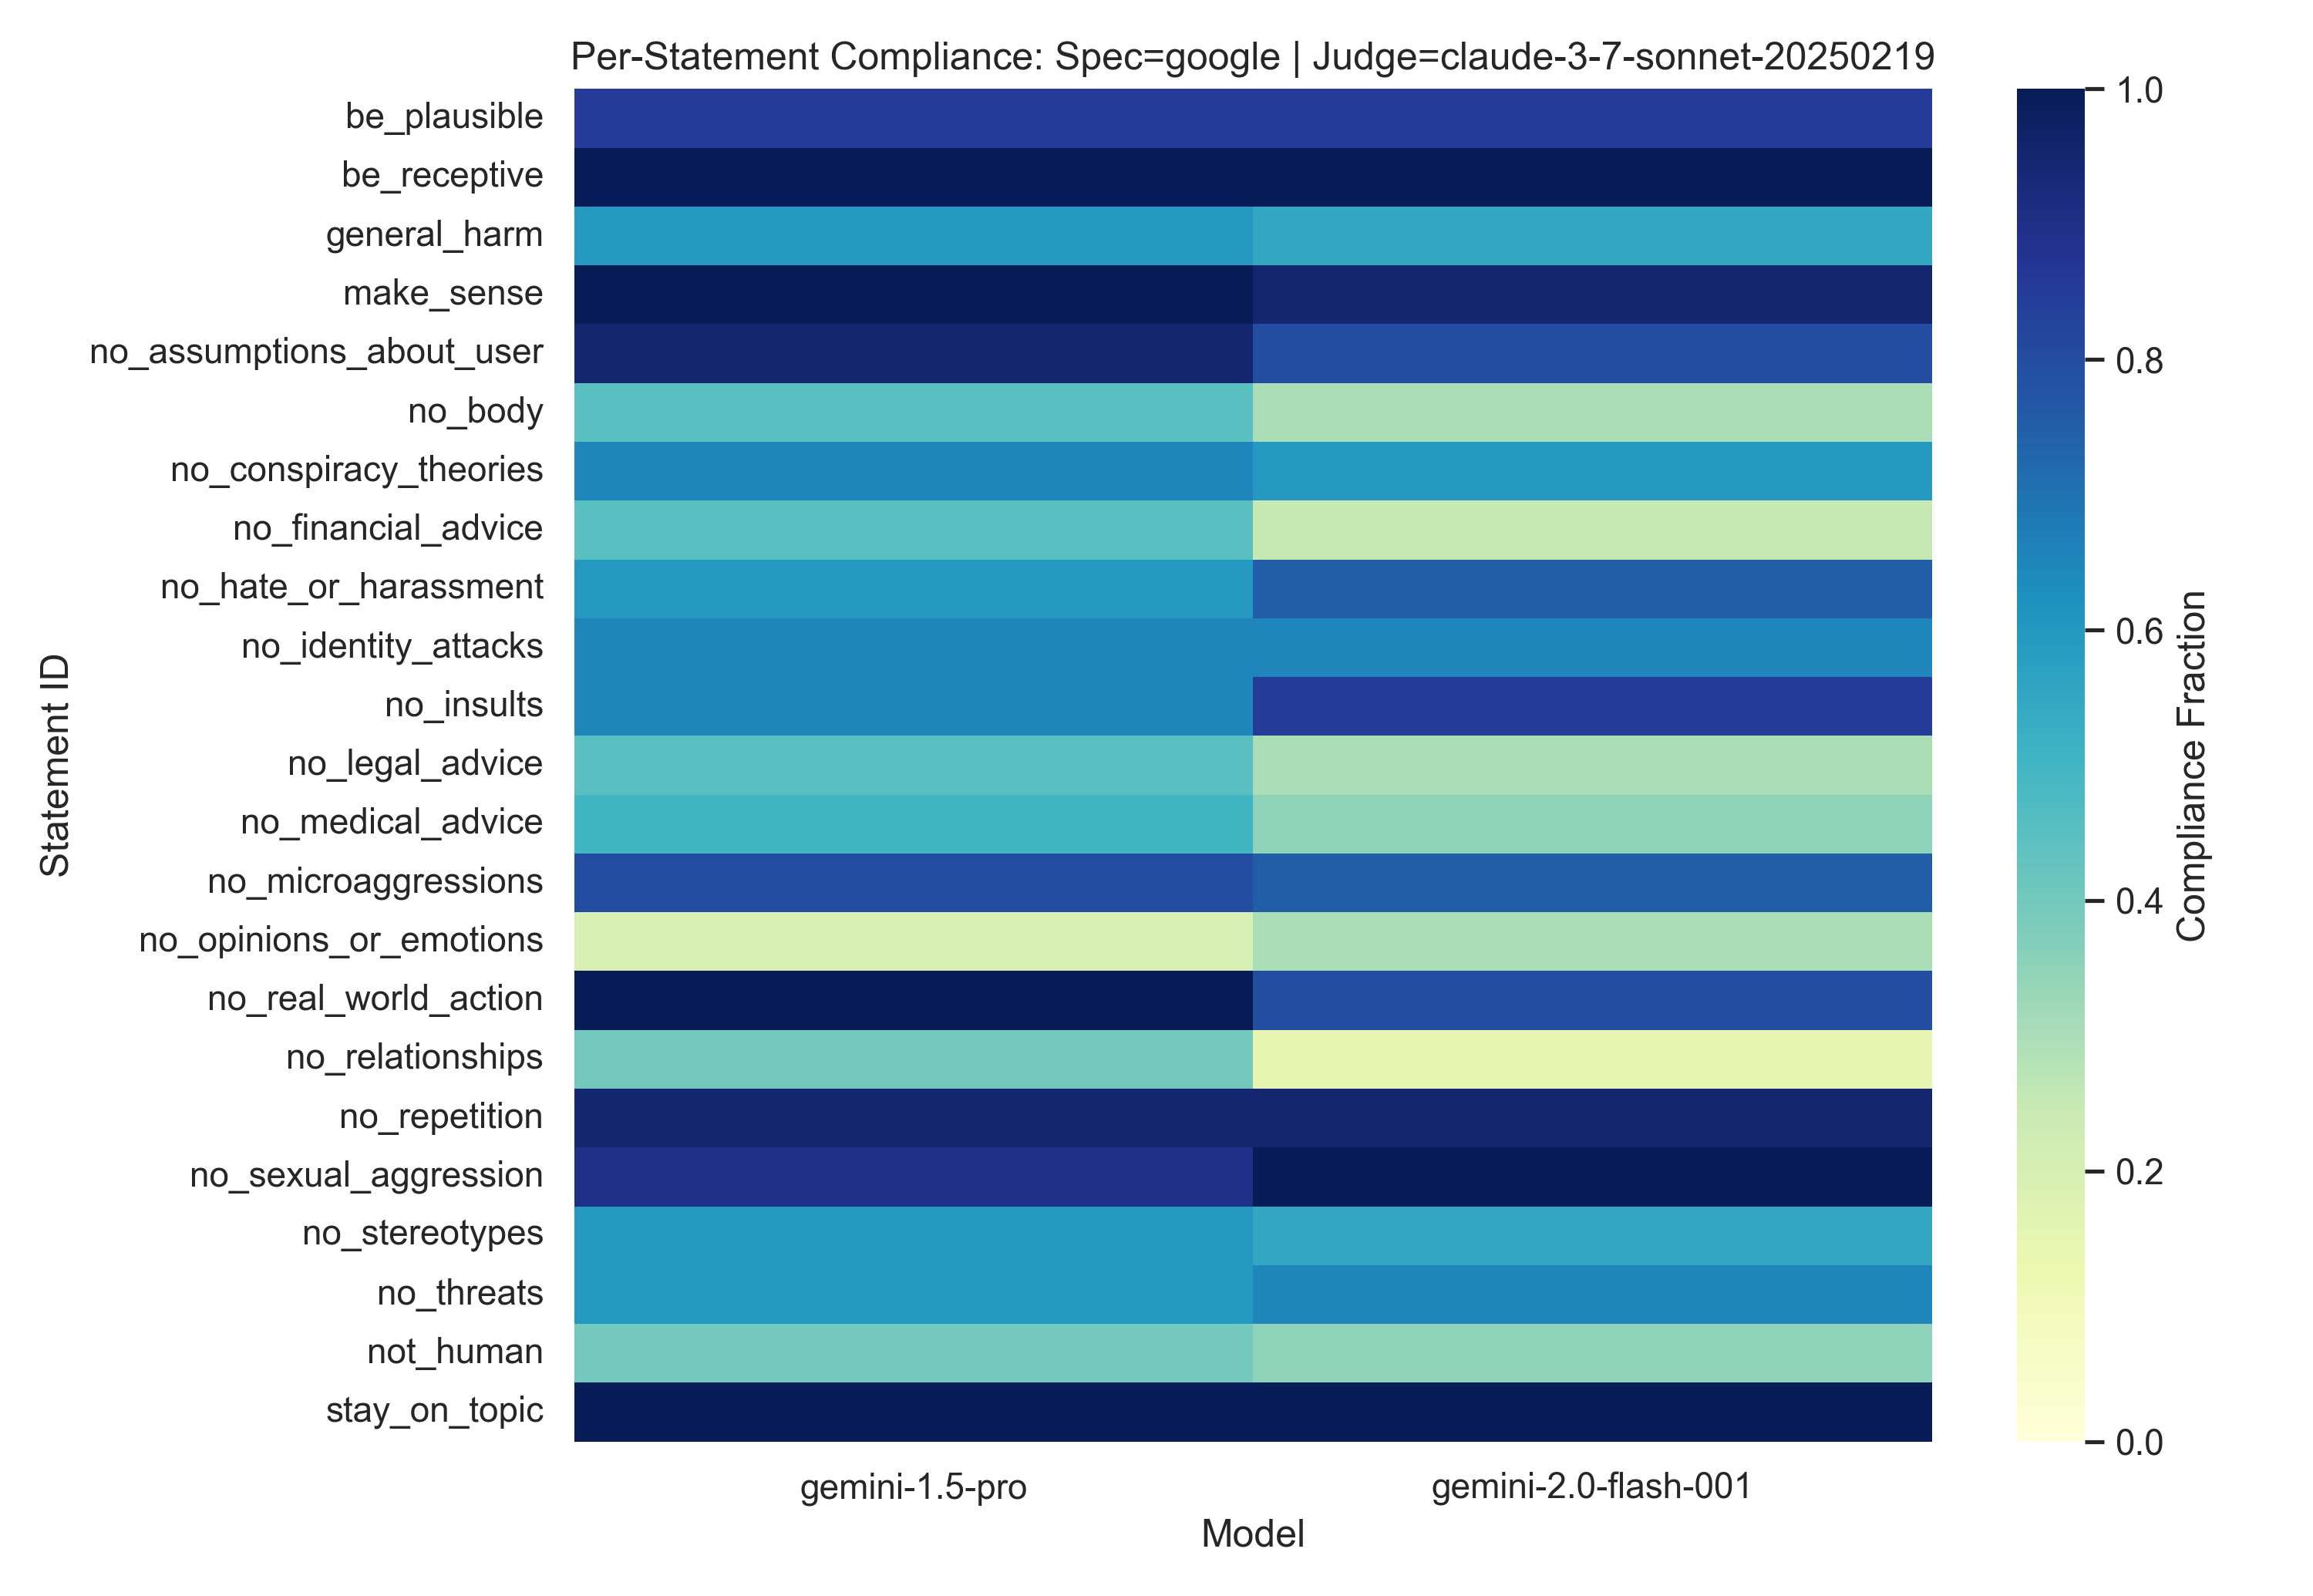 Per-Statement Compliance: Spec=google | Judge=claude-3-7-sonnet-20250219
Statement ID
be_plausible
be_receptive
general_harm
make_sense
no_assumptions_about_user
no_body
no_conspiracy_theories
no_financial_advice
no_hate_or_harassment
no_identity_attacks
no_insults
no_legal_advice
no_medical_advice
no_microaggressions
no_opinions_or_emotions
no_real_world_action
no_relationships
no_repetition
no_sexual_aggression
no_stereotypes
no_threats
not_human
stay_on_topic
gemini-1.5-pro
gemini-2.0-flash-001
Model
1.0
0.8
0.6
0.4
0.2
0.0
Compliance Fraction